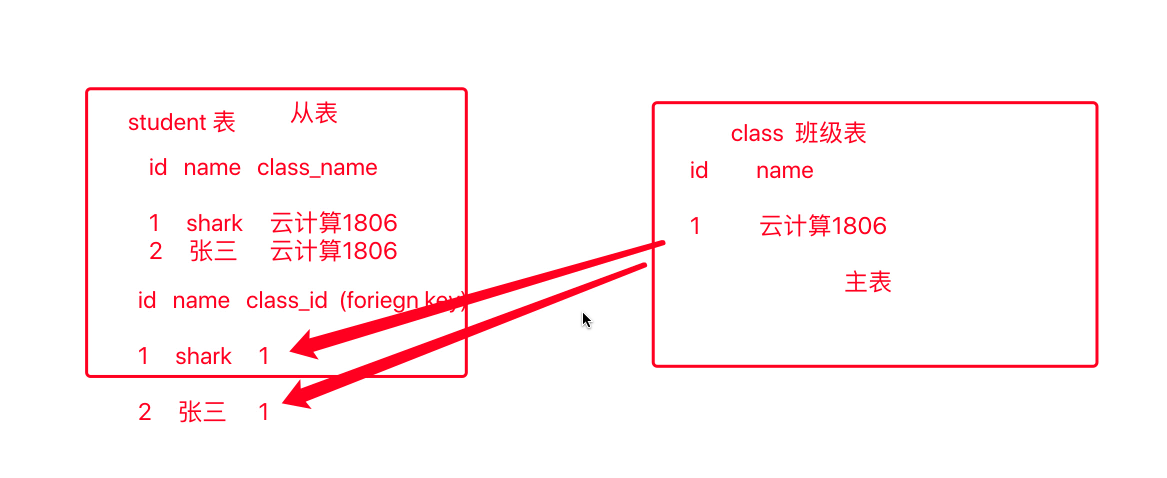 student 表 从表
id name class_name
1 shark 云计算1806
2 张三 云计算1806
id name class_id (foriegn key)
1 shark 1
2 张三 1
class 班级表
id name
1 云计算1806
主表